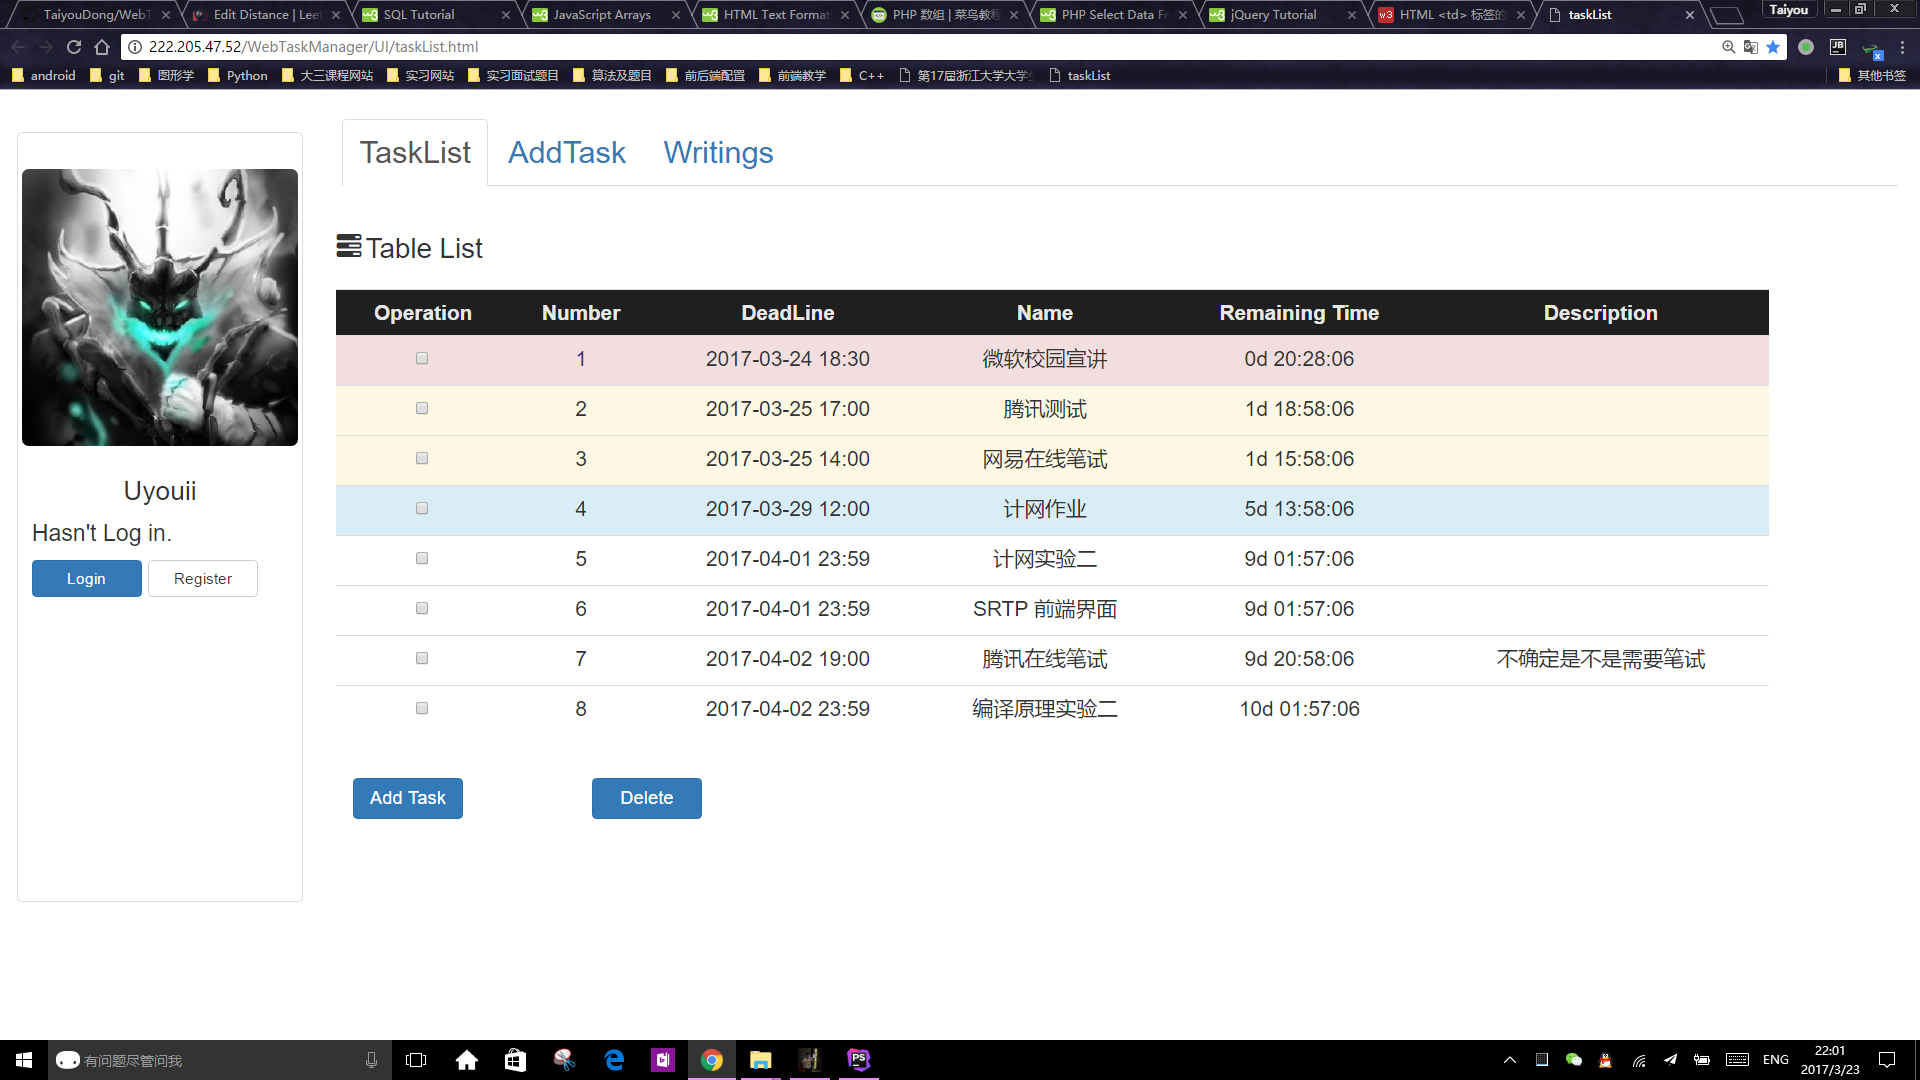 TaiyouDong/WebT
Edit Distance | Leet
SQL Tutorial
JavaScript Arrays
HTML Text Format
PHP 数组 | 菜鸟教程
PHP Select Data F
jQuery Tutorial
HTML <td> 标签的
taskList
Taiyou
222.205.47.52/WebTaskManager/UI/taskList.html
android
git
图形学
Python
大三课程网站
实习网站
实习面试题目
算法及题目
前后端配置
前端教学
C++
第17届浙江大学大学
taskList
其他书签
TaskList
AddTask
Writings
Uyouii
Hasn't Log in.
Login
Register
Table List
Operation Number DeadLine Name Remaining Time Description
1 2017-03-24 18:30 微软校园宣讲 0d 20:28:06
2 2017-03-25 17:00 腾讯测试 1d 18:58:06
3 2017-03-25 14:00 网易在线笔试 1d 15:58:06
4 2017-03-29 12:00 计网作业 5d 13:58:06
5 2017-04-01 23:59 计网实验二 9d 01:57:06
6 2017-04-01 23:59 SRTP 前端界面 9d 01:57:06
7 2017-04-02 19:00 腾讯在线笔试 9d 20:58:06 不确定是不是需要笔试
8 2017-04-02 23:59 编译原理实验二 10d 01:57:06
Add Task
Delete
有问题尽管问我
ENG
22:01
2017/3/23